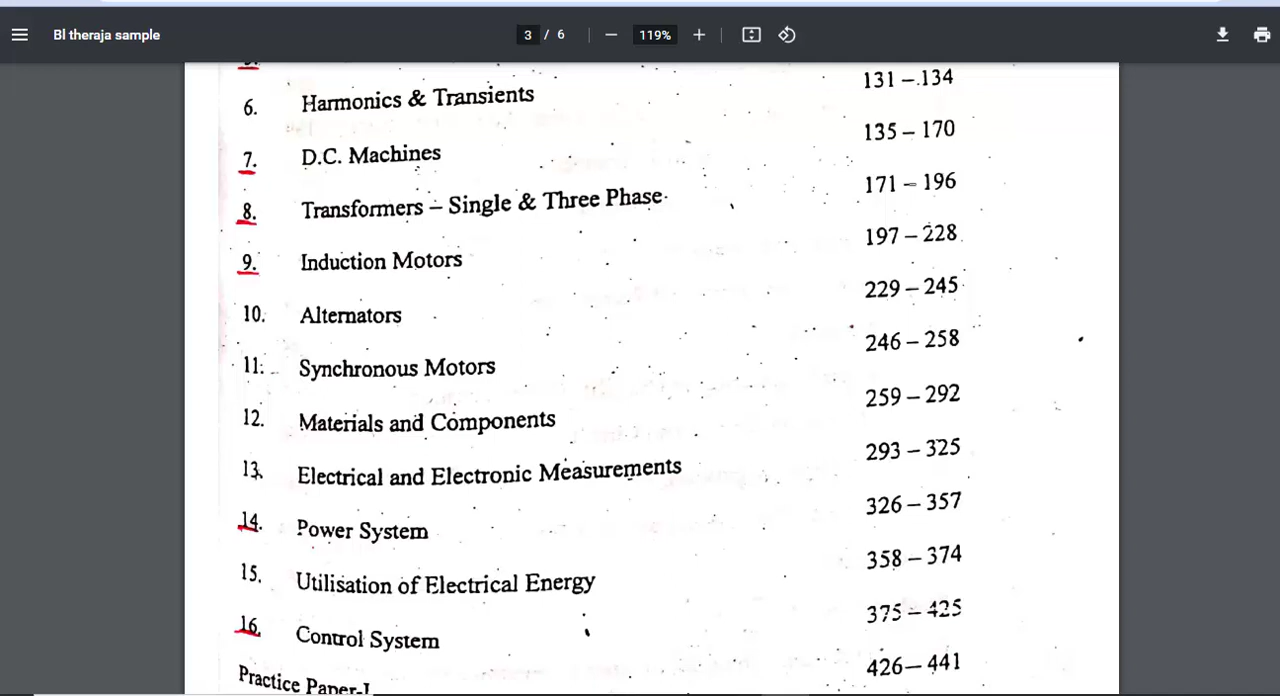 Bl theraja sample 3 / 6 119%
6. Harmonics & Transients 131 – 134
7. D.C. Machines 135 – 170
8. Transformers – Single & Three Phase 171 – 196
9. Induction Motors 197 – 228
10. Alternators 229 – 245
11. Synchronous Motors 246 – 258
12. Materials and Components 259 – 292
13. Electrical and Electronic Measurements 293 – 325
14. Power System 326 – 357
15. Utilisation of Electrical Energy 358 – 374
16. Control System 375 – 425
Practice Paper-I 426 – 441